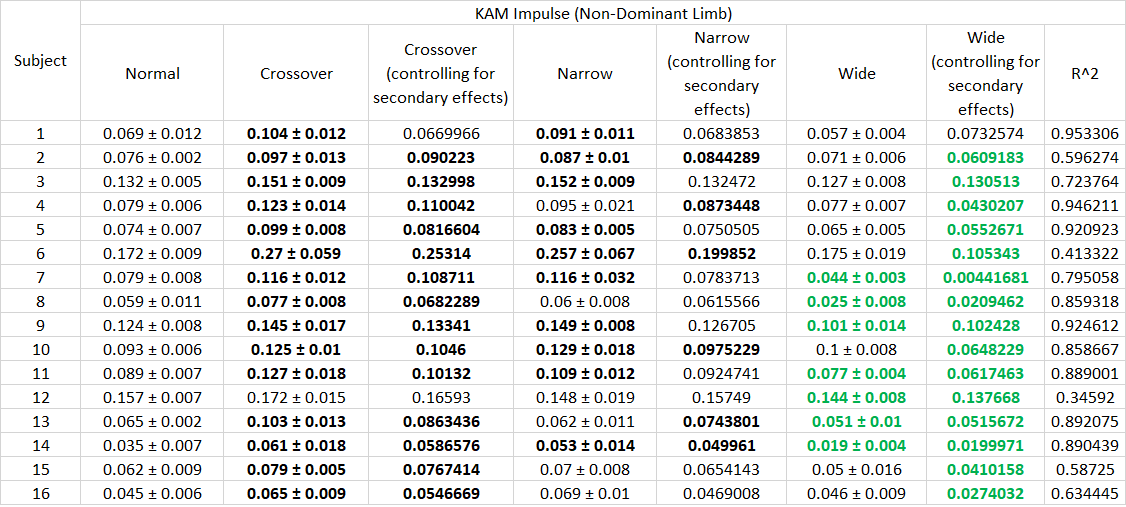 KAM Impulse (Non-Dominant Limb)
Subject Normal Crossover Crossover (controlling for secondary effects) Narrow Narrow (controlling for secondary effects) Wide Wide (controlling for secondary effects) R^2
1 0.069 ± 0.012 0.104 ± 0.012 0.0669966 0.091 ± 0.011 0.0683853 0.057 ± 0.004 0.0732574 0.953306
2 0.076 ± 0.002 0.097 ± 0.013 0.090223 0.087 ± 0.01 0.0844289 0.071 ± 0.006 0.0609183 0.596274
3 0.132 ± 0.005 0.151 ± 0.009 0.132998 0.152 ± 0.009 0.132472 0.127 ± 0.008 0.130513 0.723764
4 0.079 ± 0.006 0.123 ± 0.014 0.110042 0.095 ± 0.021 0.0873448 0.077 ± 0.007 0.0430207 0.946211
5 0.074 ± 0.007 0.099 ± 0.008 0.0816604 0.083 ± 0.005 0.0750505 0.065 ± 0.005 0.0552671 0.920923
6 0.172 ± 0.009 0.27 ± 0.059 0.25314 0.257 ± 0.067 0.199852 0.175 ± 0.019 0.105343 0.413322
7 0.079 ± 0.008 0.116 ± 0.012 0.108711 0.116 ± 0.032 0.0783713 0.044 ± 0.003 0.00441681 0.795058
8 0.059 ± 0.011 0.077 ± 0.008 0.0682289 0.06 ± 0.008 0.0615566 0.025 ± 0.008 0.0209462 0.859318
9 0.124 ± 0.008 0.145 ± 0.017 0.13341 0.149 ± 0.008 0.126705 0.101 ± 0.014 0.102428 0.924612
10 0.093 ± 0.006 0.125 ± 0.01 0.1046 0.129 ± 0.018 0.0975229 0.1 ± 0.008 0.0648229 0.858667
11 0.089 ± 0.007 0.127 ± 0.018 0.10132 0.109 ± 0.012 0.0924741 0.077 ± 0.004 0.0617463 0.889001
12 0.157 ± 0.007 0.172 ± 0.015 0.16593 0.148 ± 0.019 0.15749 0.144 ± 0.008 0.137668 0.34592
13 0.065 ± 0.002 0.103 ± 0.013 0.0863436 0.062 ± 0.011 0.0743801 0.051 ± 0.01 0.0515672 0.892075
14 0.035 ± 0.007 0.061 ± 0.018 0.0586576 0.053 ± 0.014 0.049961 0.019 ± 0.004 0.0199971 0.890439
15 0.062 ± 0.009 0.079 ± 0.005 0.0767414 0.07 ± 0.008 0.0654143 0.05 ± 0.016 0.0410158 0.58725
16 0.045 ± 0.006 0.065 ± 0.009 0.0546669 0.069 ± 0.01 0.0469008 0.046 ± 0.009 0.0274032 0.634445